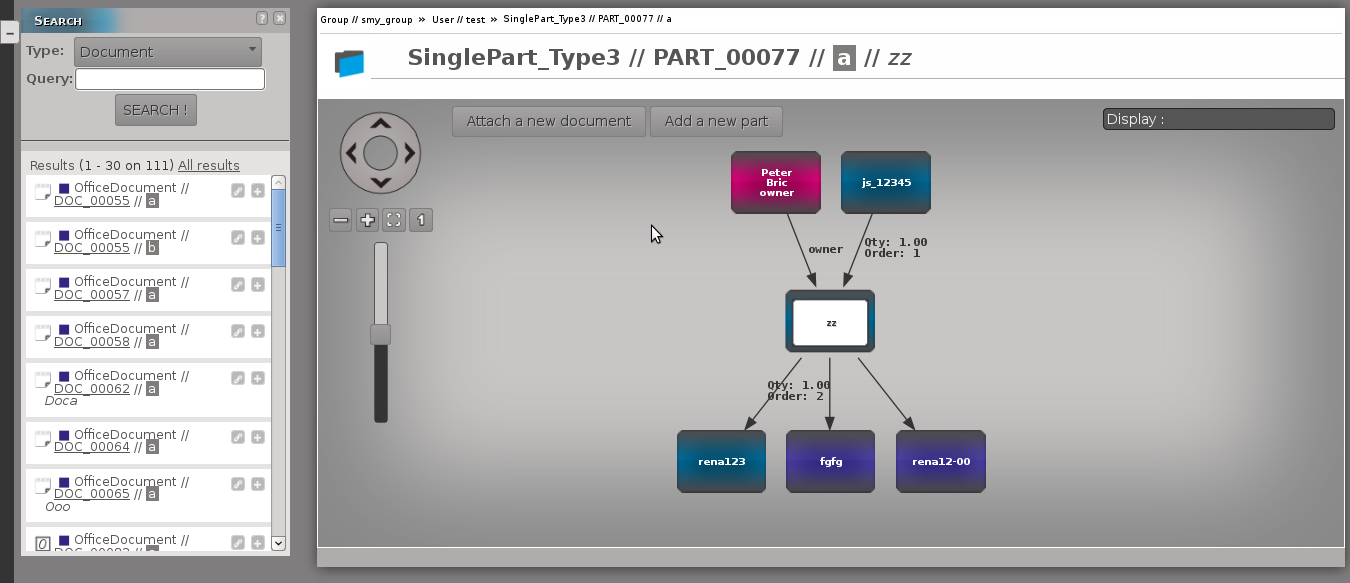 SEARCH
?
×
−
Type:
Document
Query:
SEARCH !
Results (1 - 30 on 111) All results
OfficeDocument //
DOC_00055 // a
OfficeDocument //
DOC_00055 // b
OfficeDocument //
DOC_00057 // a
OfficeDocument //
DOC_00058 // a
OfficeDocument //
DOC_00062 // a
Doca
OfficeDocument //
DOC_00064 // a
OfficeDocument //
DOC_00065 // a
Ooo
OfficeDocument //
Group // smy_group » User // test » SinglePart_Type3 // PART_00077 // a
SinglePart_Type3 // PART_00077 // a // zz
Attach a new document
Add a new part
Display :
1
Peter
Bric
owner
js_12345
owner
Qty: 1.00
Order: 1
zz
Qty: 1.00
Order: 2
rena123
fgfg
rena12-00